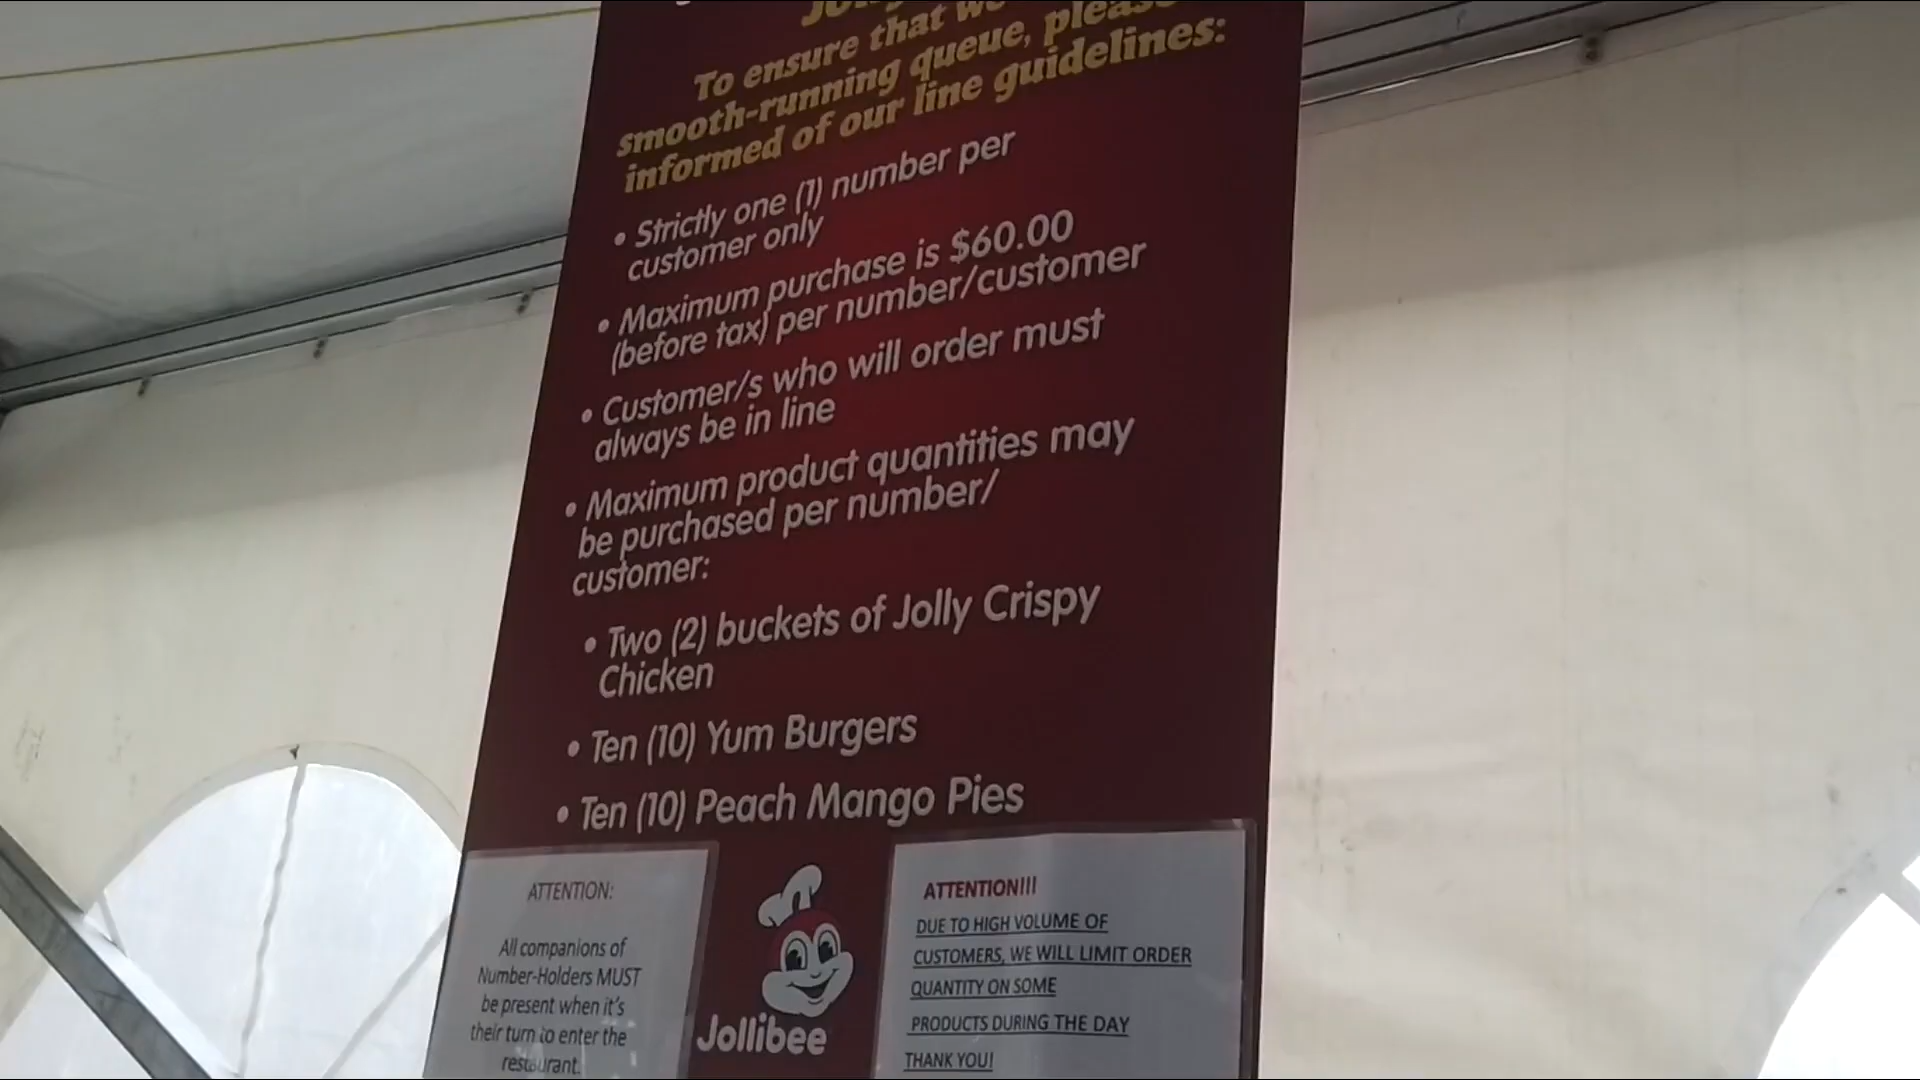 To ensure that we
smooth-running queue, please
informed of our line guidelines:
• Strictly one (1) number per
customer only
• Maximum purchase is $60.00
(before tax) per number/customer
• Customer/s who will order must
always be in line
• Maximum product quantities may
be purchased per number/
customer:
• Two (2) buckets of Jolly Crispy
Chicken
• Ten (10) Yum Burgers
• Ten (10) Peach Mango Pies
ATTENTION:
All companions of
Number-Holders MUST
be present when it's
their turn to enter the
restaurant.
Jollibee
ATTENTION!!!
DUE TO HIGH VOLUME OF
CUSTOMERS, WE WILL LIMIT ORDER
QUANTITY ON SOME
PRODUCTS DURING THE DAY
THANK YOU!